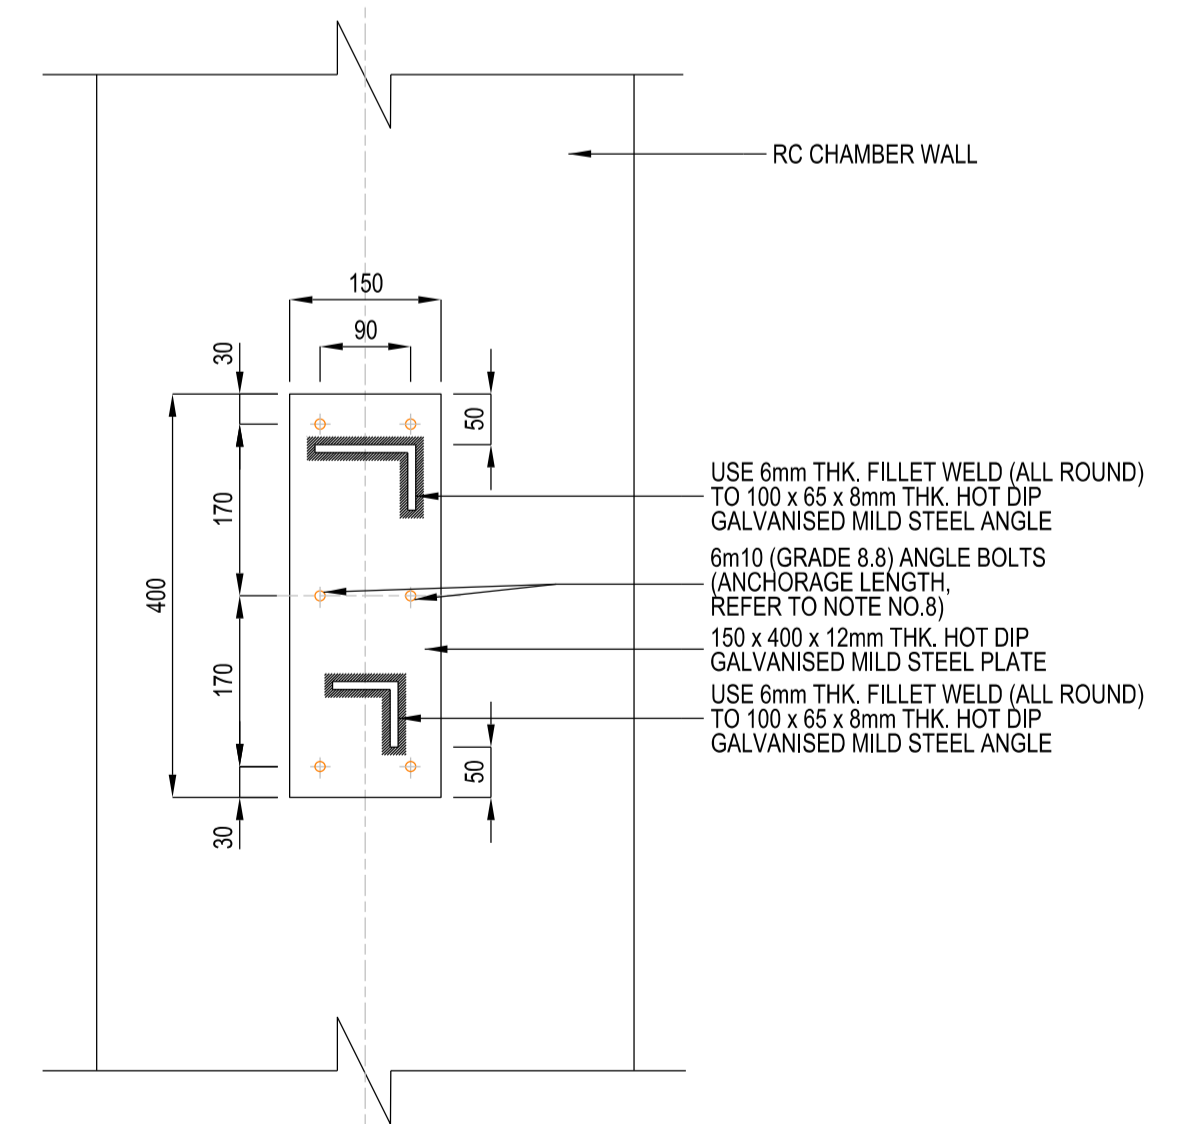 RC CHAMBER WALL
150
90
30
50
170
400
170
50
30
USE 6mm THK. FILLET WELD (ALL ROUND)
TO 100 x 65 x 8mm THK. HOT DIP
GALVANISED MILD STEEL ANGLE
6m10 (GRADE 8.8) ANGLE BOLTS
(ANCHORAGE LENGTH,
REFER TO NOTE NO.8)
150 x 400 x 12mm THK. HOT DIP
GALVANISED MILD STEEL PLATE
USE 6mm THK. FILLET WELD (ALL ROUND)
TO 100 x 65 x 8mm THK. HOT DIP
GALVANISED MILD STEEL ANGLE